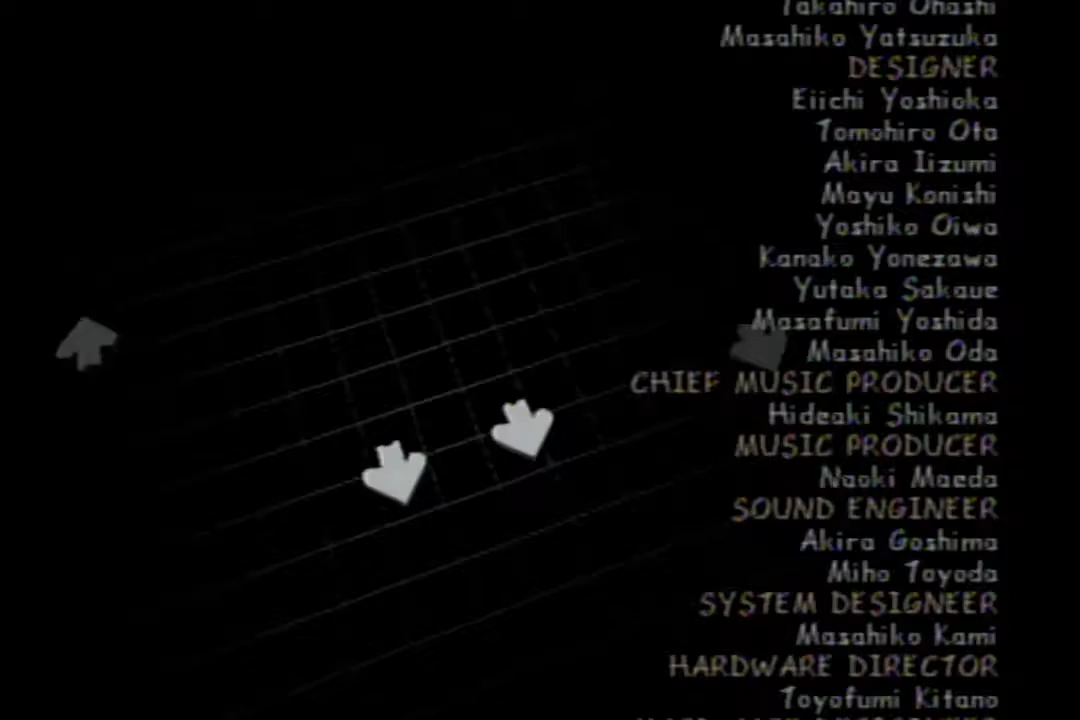 Takahiro Ohashi
Masahiko Yatsuzuka
DESIGNER
Eiichi Yoshioka
Tomohiro Ota
Akira Iizumi
Mayu Konishi
Yoshiko Oiwa
Kanako Yonezawa
Yutaka Sakaue
Masafumi Yoshida
Masahiko Oda
CHIEF MUSIC PRODUCER
Hideaki Shikama
MUSIC PRODUCER
Naoki Maeda
SOUND ENGINEER
Akira Goshima
Miho Toyoda
SYSTEM DESIGNEER
Masahiko Kami
HARDWARE DIRECTOR
Toyofumi Kitano